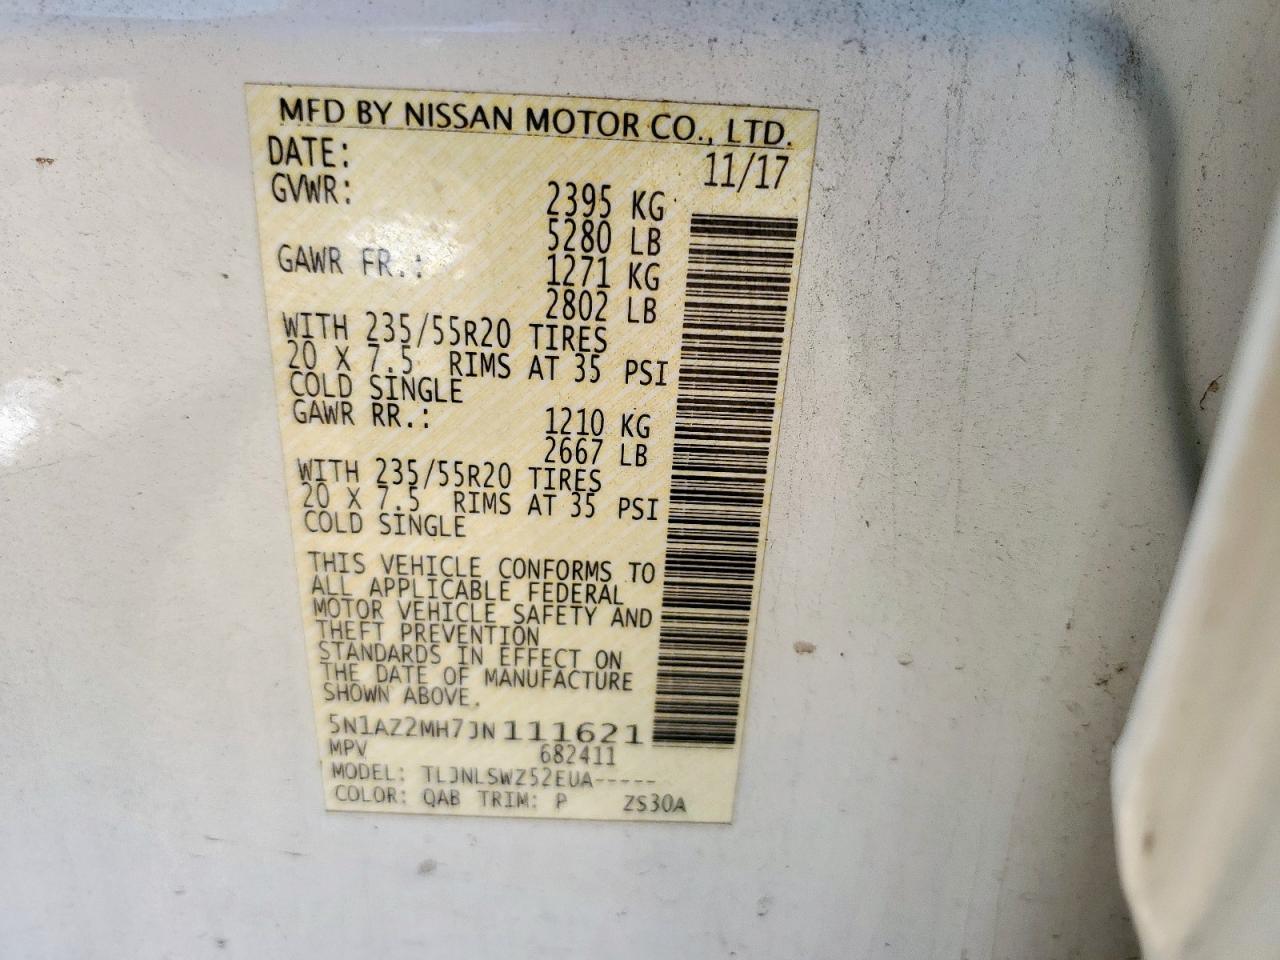 MFD BY NISSAN MOTOR CO., LTD.
DATE: 11/17
GVWR: 2395 KG
5280 LB
GAWR FR.: 1271 KG
2802 LB
WITH 235/55R20 TIRES
20 X 7.5 RIMS AT 35 PSI
COLD SINGLE
GAWR RR.: 1210 KG
2667 LB
WITH 235/55R20 TIRES
20 X 7.5 RIMS AT 35 PSI
COLD SINGLE
THIS VEHICLE CONFORMS TO
ALL APPLICABLE FEDERAL
MOTOR VEHICLE SAFETY AND
THEFT PREVENTION
STANDARDS IN EFFECT ON
THE DATE OF MANUFACTURE
SHOWN ABOVE.
5N1AZ2MH7JN111621
MPV 682411
MODEL: TLJNLSWZ52EUA-----
COLOR: QAB TRIM: P ZS30A